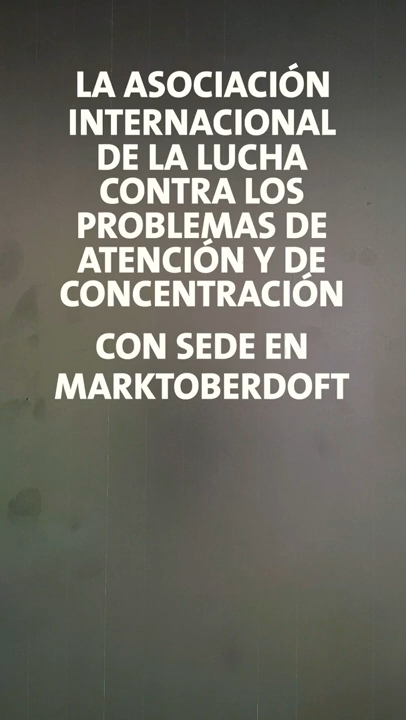 LA ASOCIACIÓN
INTERNACIONAL
DE LA LUCHA
CONTRA LOS
PROBLEMAS DE
ATENCIÓN Y DE
CONCENTRACIÓN
CON SEDE EN
MARKTOBERDOFT